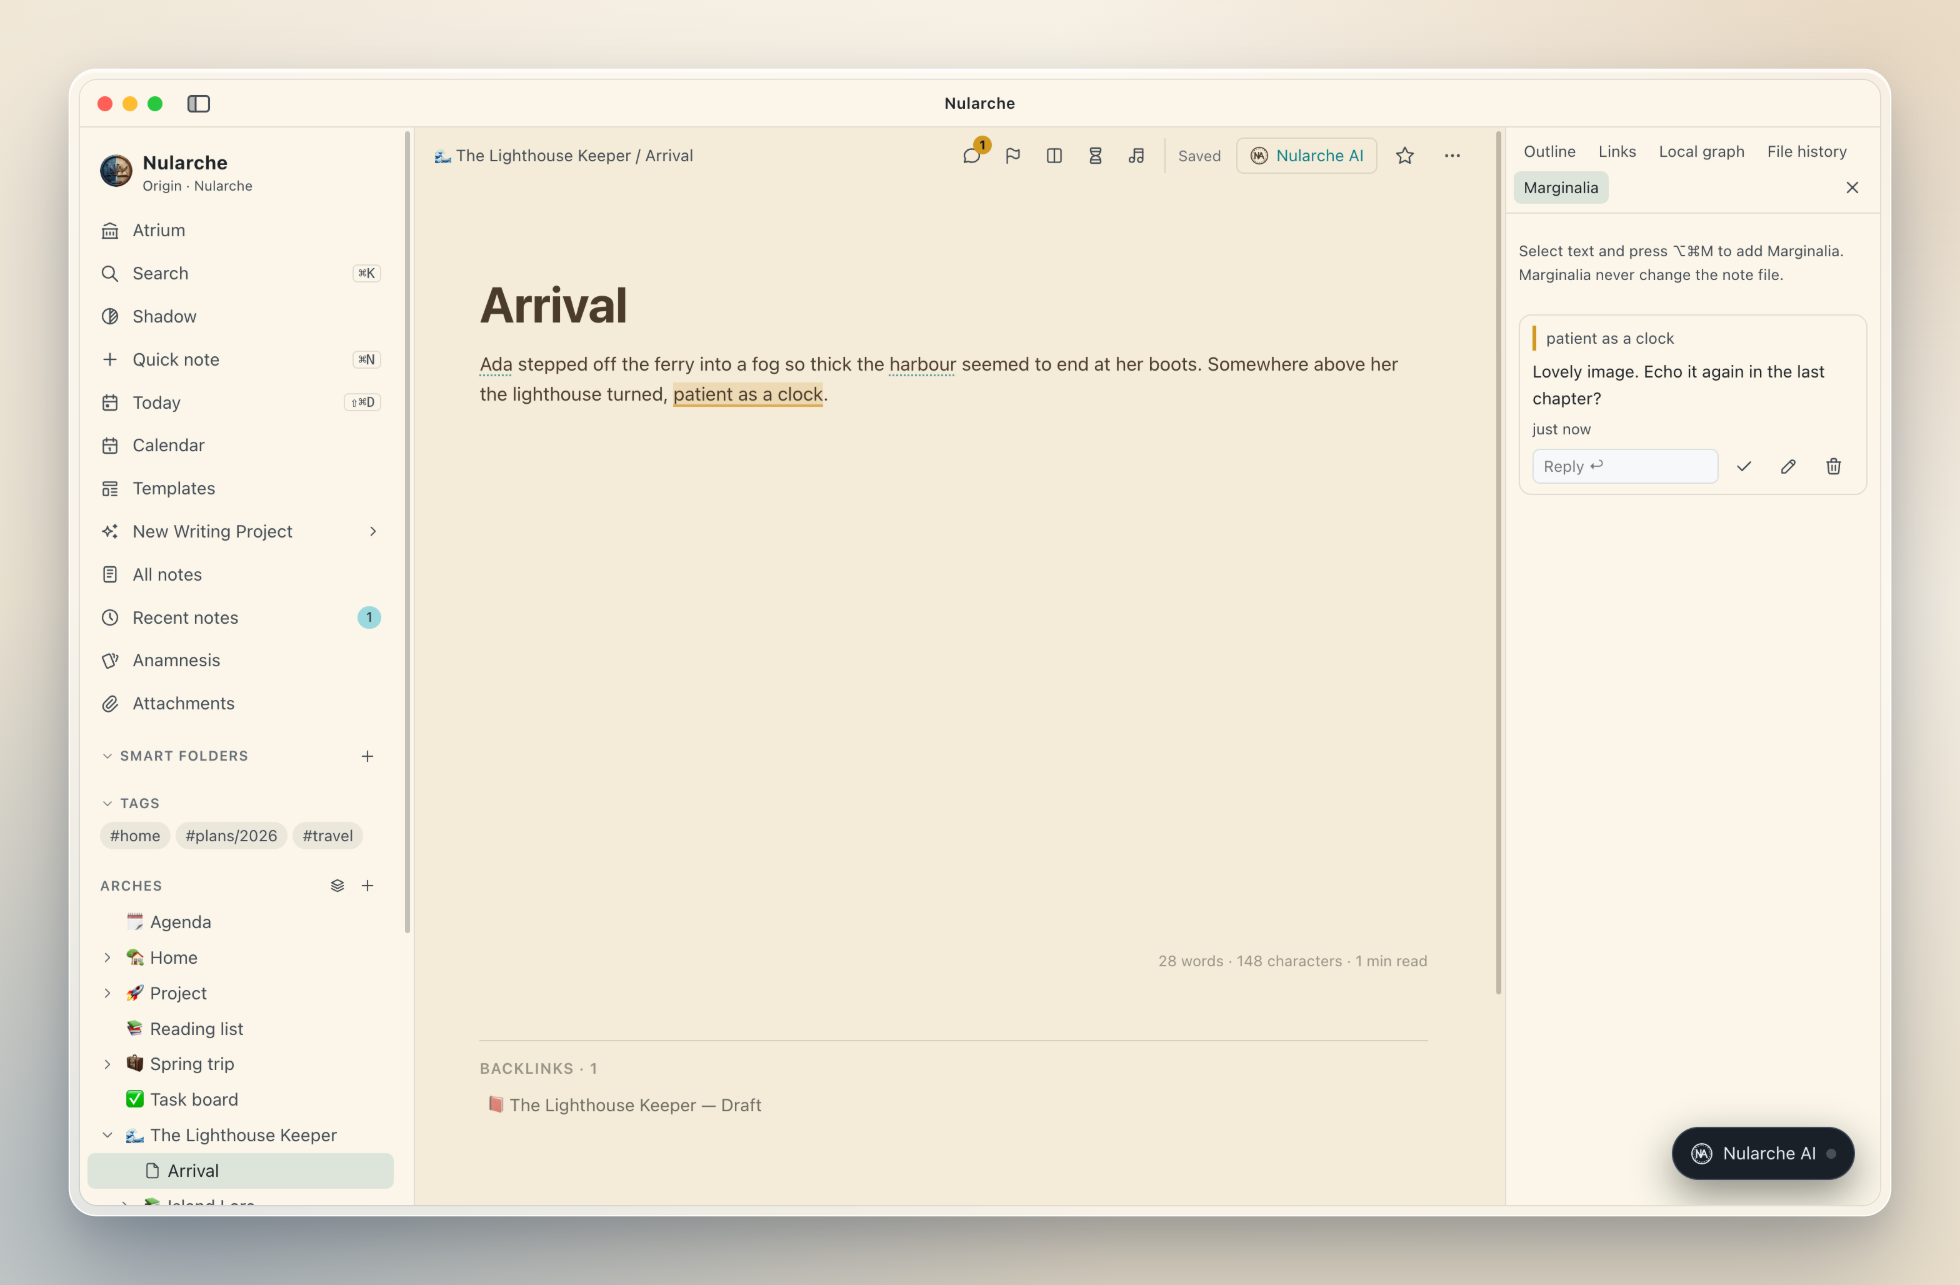 Nularche
Nularche
Origin · Nularche
Atrium
Search ⌘K
Shadow
Quick note ⌘N
Today ⇧⌘D
Calendar
Templates
New Writing Project
All notes
Recent notes 1
Anamnesis
Attachments
SMART FOLDERS
TAGS
#home #plans/2026 #travel
ARCHES
Agenda
Home
Project
Reading list
Spring trip
Task board
The Lighthouse Keeper
Arrival
The Lighthouse Keeper / Arrival
1
Saved
Nularche AI
Arrival
Ada stepped off the ferry into a fog so thick the harbour seemed to end at her boots. Somewhere above her
the lighthouse turned, patient as a clock.
28 words · 148 characters · 1 min read
BACKLINKS · 1
The Lighthouse Keeper — Draft
Outline Links Local graph File history
Marginalia
Select text and press ⌥⌘M to add Marginalia.
Marginalia never change the note file.
patient as a clock
Lovely image. Echo it again in the last
chapter?
just now
Reply ↩
Nularche AI